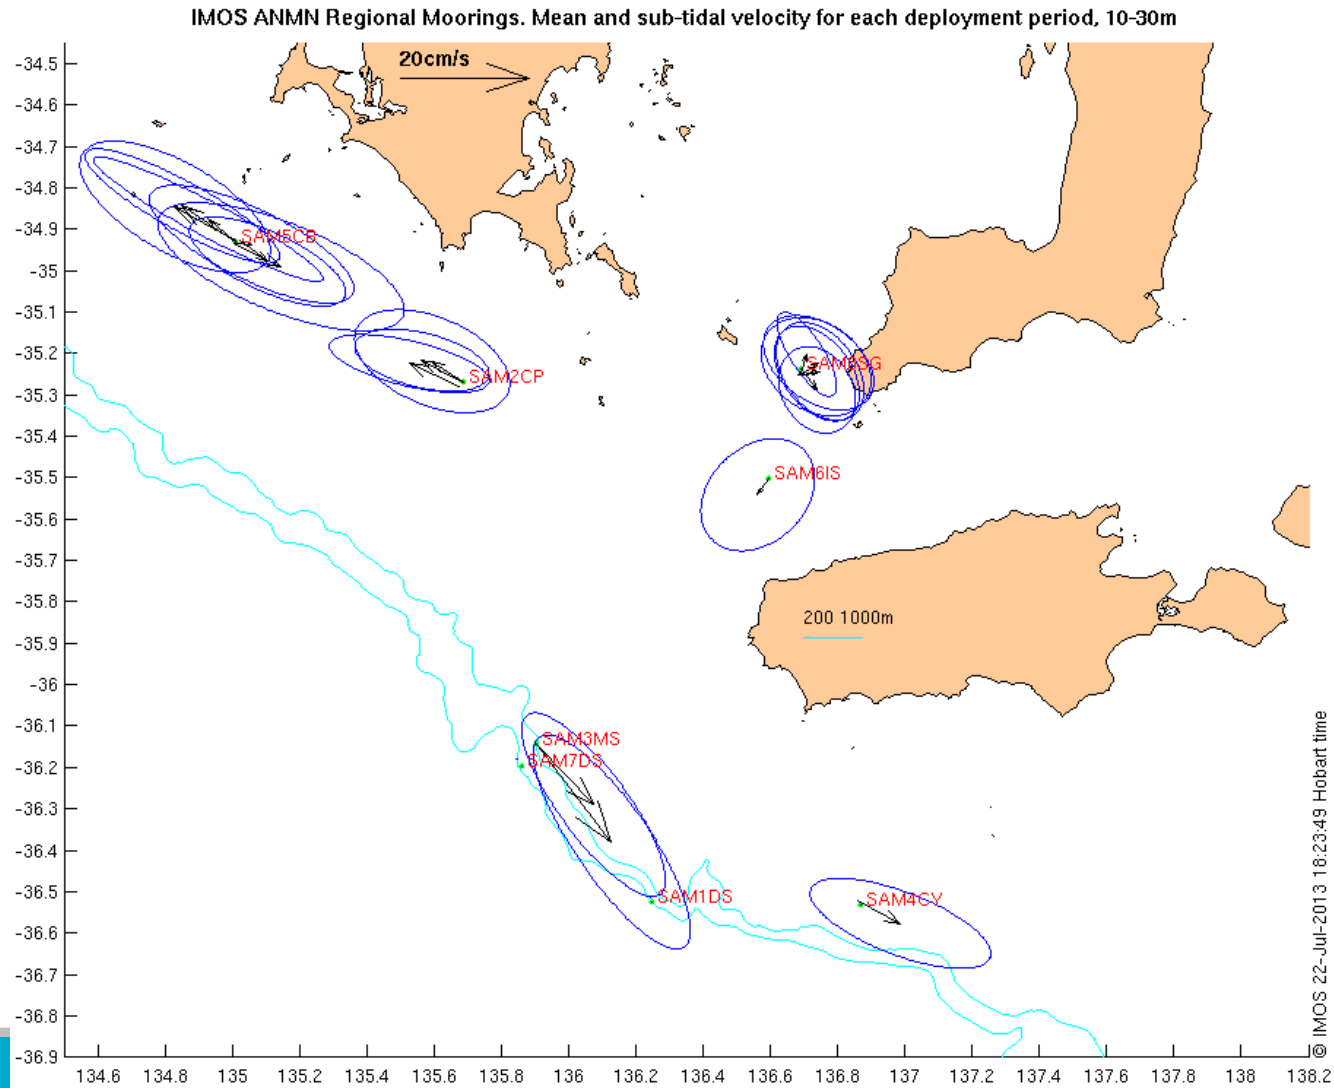 IMOS ANMN Regional Moorings. Mean and sub-tidal velocity for each deployment period, 10-30m
20cm/s
-34.5
-34.6
-34.7
-34.8
-34.9
-35
-35.1
-35.2
-35.3
-35.4
-35.5
-35.6
-35.7
-35.8
-35.9
-36
-36.1
-36.2
-36.3
-36.4
-36.5
-36.6
-36.7
-36.8
-36.9
SAM5CB
SAM2CP
SAM8SG
SAM6IS
200 1000m
SAM3MS
SAM7DS
SAM1DS
SAM4CY
134.6 134.8 135 135.2 135.4 135.6 135.8 136 136.2 136.4 136.6 136.8 137 137.2 137.4 137.6 137.8 138 138.2
© IMOS 22-Jul-2013 18:23:49 Hobart time